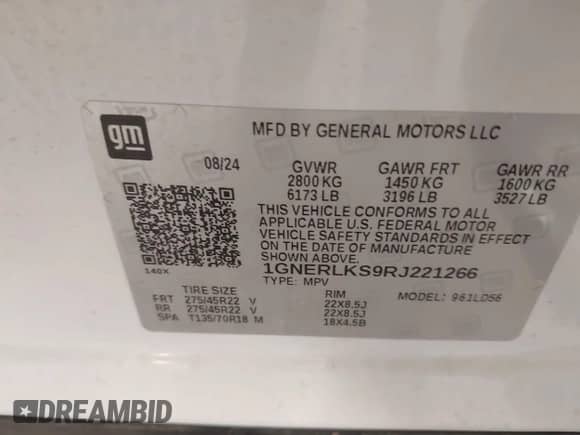 gm
MFD BY GENERAL MOTORS LLC
08/24 GVWR GAWR FRT GAWR RR
2800 KG 1450 KG 1600 KG
6173 LB 3196 LB 3527 LB
THIS VEHICLE CONFORMS TO ALL
APPLICABLE U.S. FEDERAL MOTOR
VEHICLE SAFETY STANDARDS IN EFFECT
ON THE DATE OF MANUFACTURE
SHOWN ABOVE.
140X
1GNERLKS9RJ221266
TYPE: MPV
TIRE SIZE RIM MODEL: 961LD56
FRT 275/45R22 V 22X8.5J
RR 275/45R22 V 22X8.5J
SPA T135/70R18 M 18X4.5B
DREAMBID